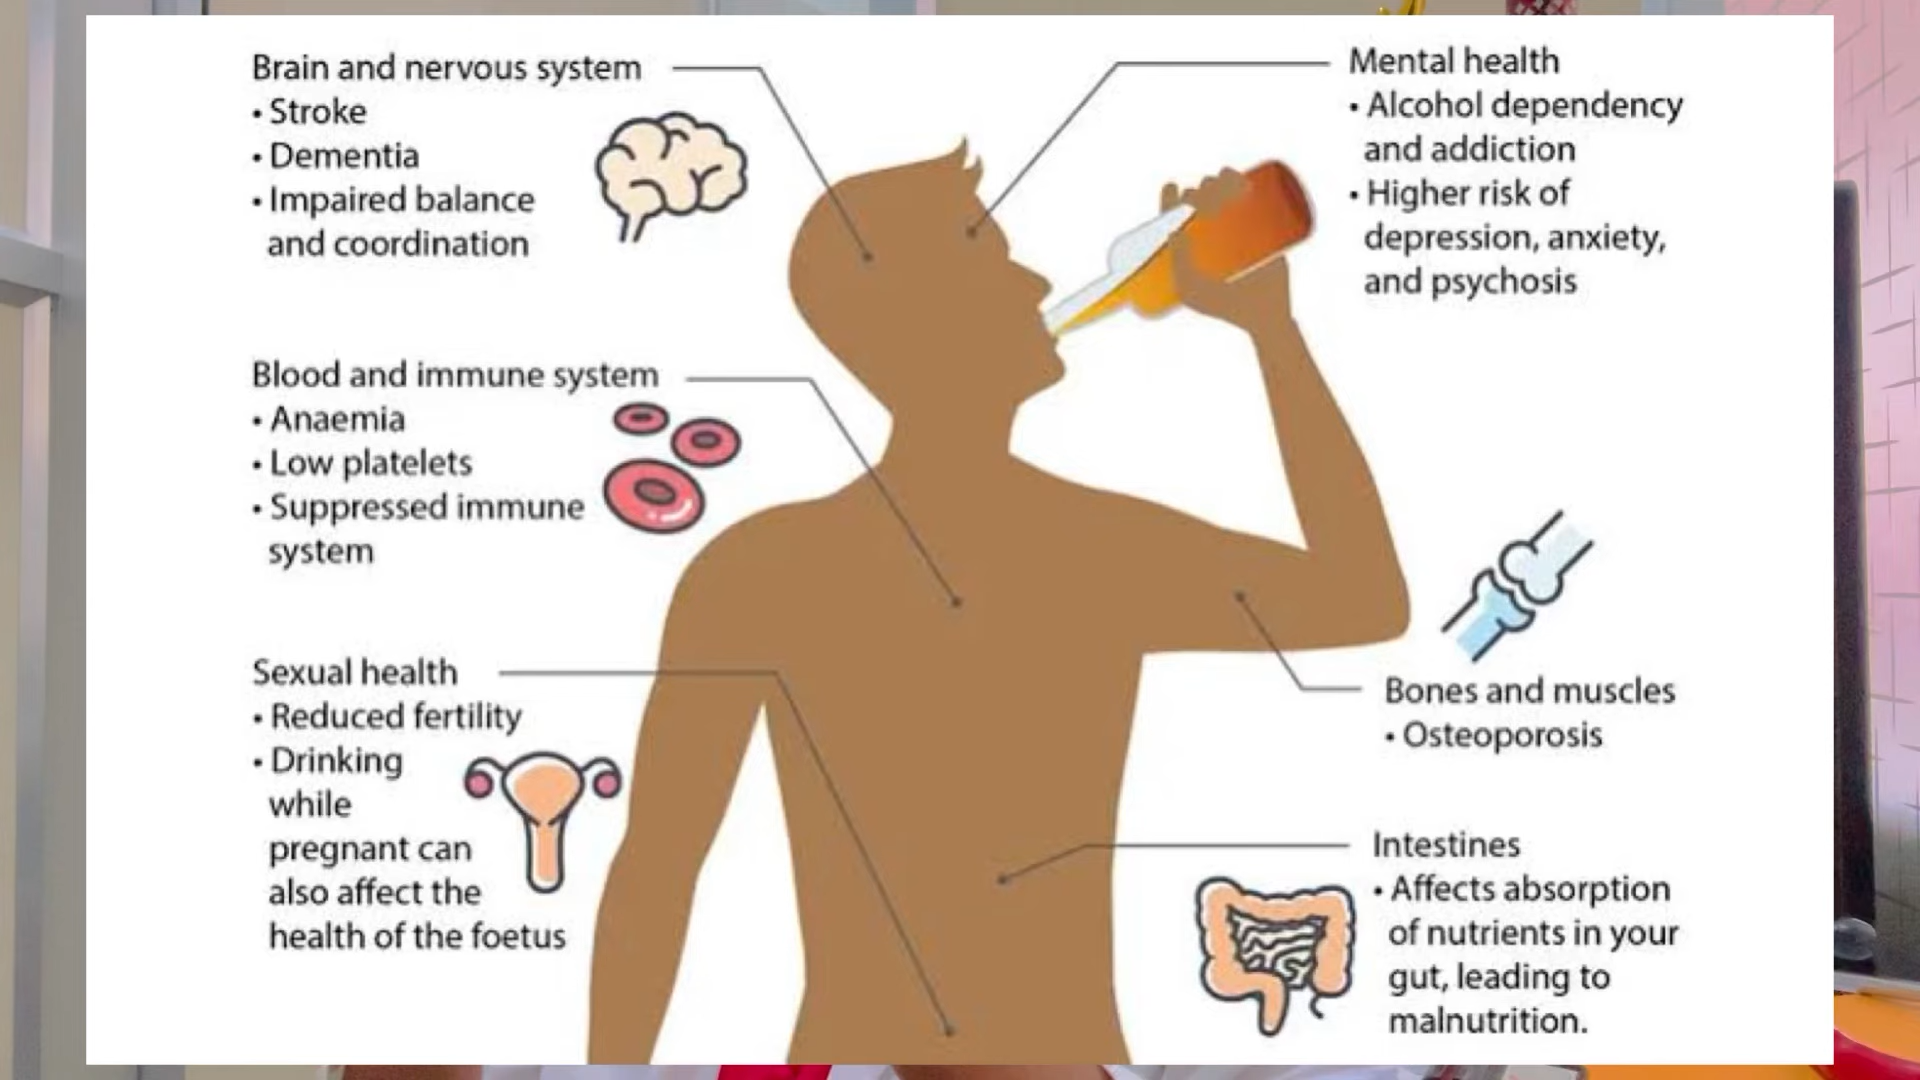 Brain and nervous system
• Stroke
• Dementia
• Impaired balance
and coordination
Blood and immune system
• Anaemia
• Low platelets
• Suppressed immune
system
Sexual health
• Reduced fertility
• Drinking
while
pregnant can
also affect the
health of the foetus
Mental health
• Alcohol dependency
and addiction
• Higher risk of
depression, anxiety,
and psychosis
Bones and muscles
• Osteoporosis
Intestines
• Affects absorption
of nutrients in your
gut, leading to
malnutrition.